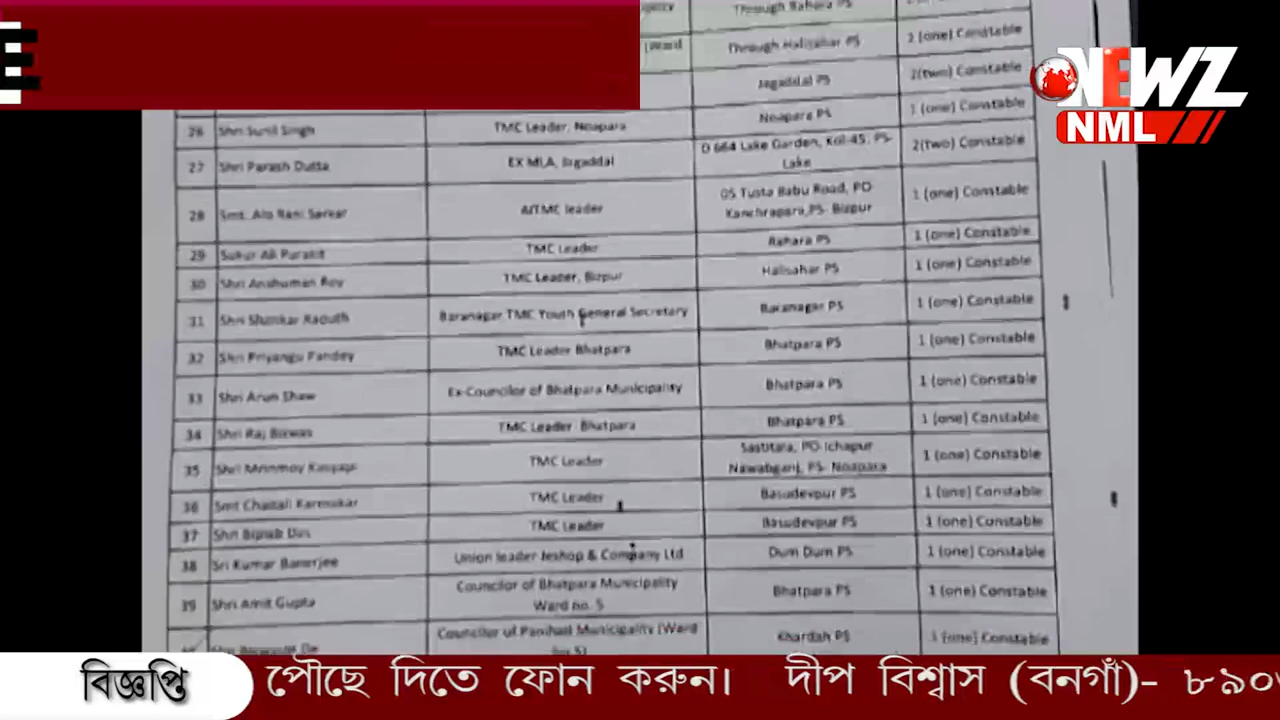 E
Through Rahara PS
(Ward
Through Halisahar PS
2 (one) Constable
Jagaddal PS
2(two) Constable
NEWZ
NML
26 Shri Sunil Singh TMC Leader, Noapara Noapara PS 1 (one) Constable
27 Shri Parash Dutta EX MLA, Jagaddal D 664 Lake Garden, Kol-45, PS-
Lake 2(two) Constable
28 Smt. Alo Rani Sarkar AITMC leader 05 Tusta Babu Road, PO-
Kanchrapara,PS- Bizpur 1 (one) Constable
29 Sukur Ali Purakit TMC Leader Rahara PS 1 (one) Constable
30 Shri Anshuman Roy TMC Leader, Bizpur Halisahar PS 1 (one) Constable
31 Shri Shankar Raouth Baranagar TMC Youth General Secretary Baranagar PS 1 (one) Constable
32 Shri Priyangu Pandey TMC Leader Bhatpara Bhatpara PS 1 (one) Constable
33 Shri Arun Shaw Ex-Councilor of Bhatpara Municipality Bhatpara PS 1 (one) Constable
34 Shri Raj Biswas TMC Leader Bhatpara Bhatpara PS 1 (one) Constable
35 Shri Mrinmoy TMC Leader Sastitala, PO-Ichapur
Nawabganj, PS- Noapara 1 (one) Constable
36 Smt Chaitali Karmakar TMC Leader Basudevpur PS 1 (one) Constable
37 Shri Biplab Das TMC Leader Basudevpur PS 1 (one) Constable
38 Sri Kumar Banerjee Union leader Jeshop & Company Ltd Dum Dum PS 1 (one) Constable
39 Shri Amit Gupta Councilor of Bhatpara Municipality
Ward no. 5 Bhatpara PS 1 (one) Constable
Councilor of Panihati Municipality (Ward
Khardah PS 1 (one) Constable
বিজ্ঞপ্তি পৌছে দিতে ফোন করুন। দীপ বিশ্বাস (বনগাঁ)- ৮৯০